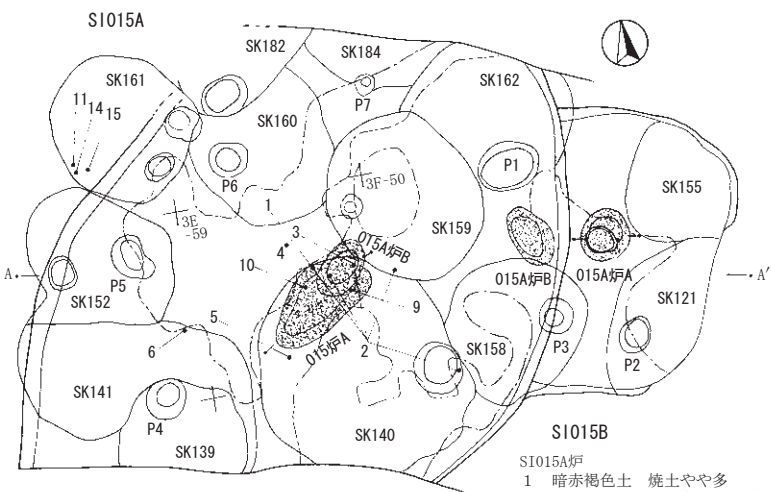 SI015A
SK182
SK184
SK161
SK162
11
14
15
P7
SK160
P1
SK155
P6
3F-50
1
3E
-59
SK159
3
015A炉B
4
A
P5
10
015A炉B
015A炉A
A'
SK152
5
9
SK121
6
015炉A
2
SK158
P3
P2
SK141
P4
SK139
SK140
SI015B
SI015A炉
1 暗赤褐色土 焼土やや多